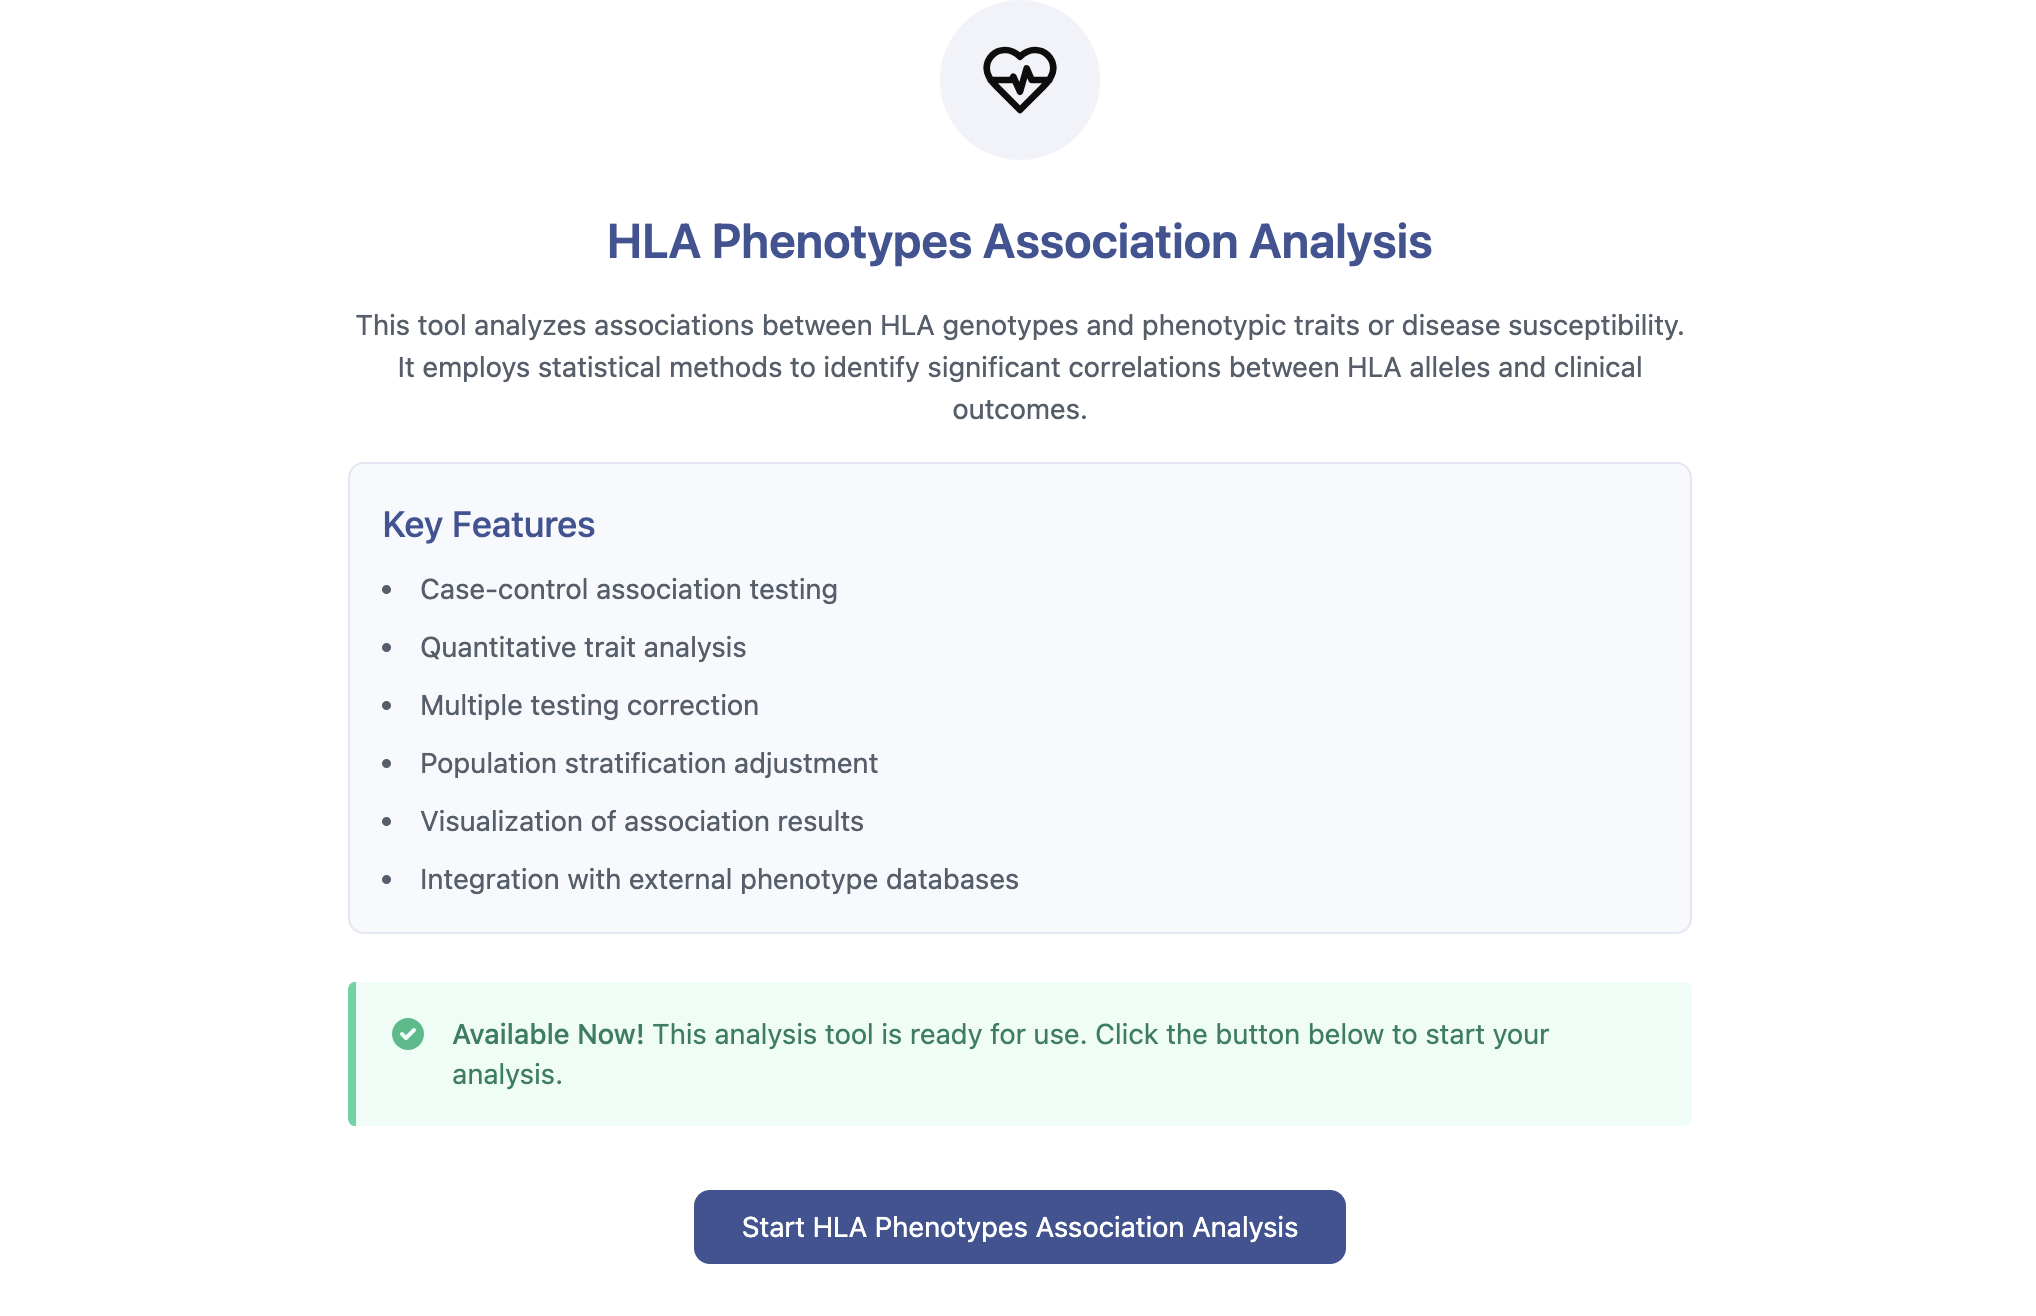 HLA Phenotypes Association Analysis
This tool analyzes associations between HLA genotypes and phenotypic traits or disease susceptibility.
It employs statistical methods to identify significant correlations between HLA alleles and clinical
outcomes.
Key Features
• Case-control association testing
• Quantitative trait analysis
• Multiple testing correction
• Population stratification adjustment
• Visualization of association results
• Integration with external phenotype databases
Available Now! This analysis tool is ready for use. Click the button below to start your
analysis.
Start HLA Phenotypes Association Analysis